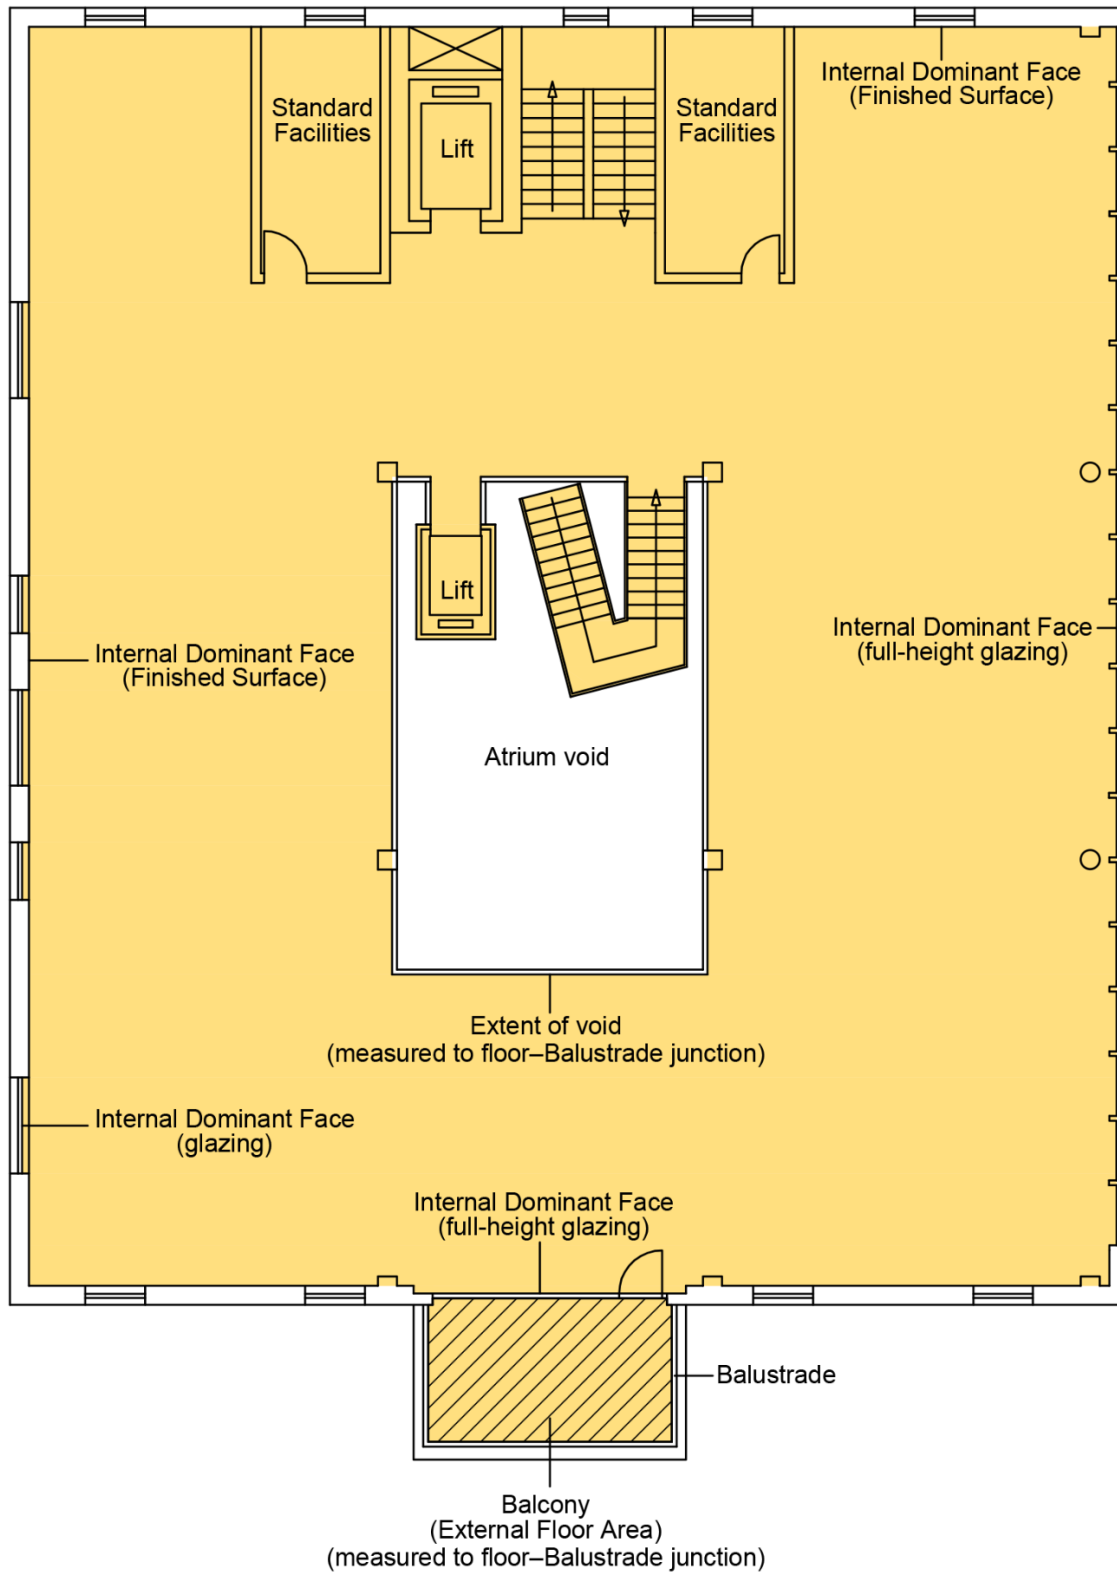 Internal Dominant Face
(Finished Surface)
Standard
Facilities
Lift
Standard
Facilities
Lift
Internal Dominant Face
(full-height glazing)
Internal Dominant Face
(Finished Surface)
Atrium void
Extent of void
(measured to floor–Balustrade junction)
Internal Dominant Face
(glazing)
Internal Dominant Face
(full-height glazing)
Balustrade
Balcony
(External Floor Area)
(measured to floor–Balustrade junction)